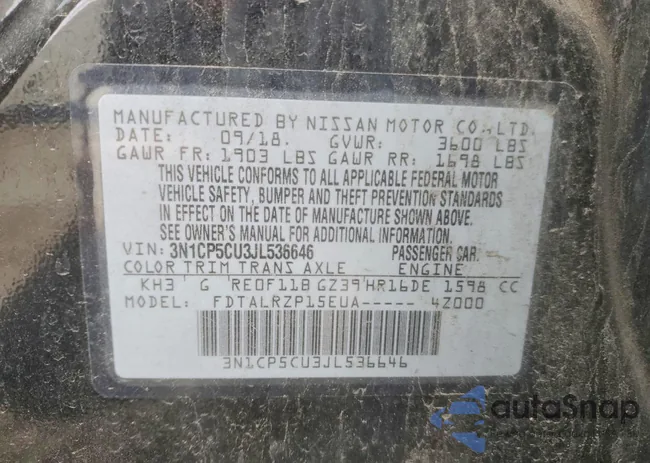 MANUFACTURED BY NISSAN MOTOR CO., LTD.
DATE: 09/18 GVWR: 3600 LBS
GAWR FR: 1903 LBS GAWR RR: 1698 LBS
THIS VEHICLE CONFORMS TO ALL APPLICABLE FEDERAL MOTOR
VEHICLE SAFETY, BUMPER AND THEFT PREVENTION STANDARDS
IN EFFECT ON THE DATE OF MANUFACTURE SHOWN ABOVE.
SEE OWNER'S MANUAL FOR ADDITIONAL INFORMATION.
VIN: 3N1CP5CU3JL536646 PASSENGER CAR.
COLOR TRIM TRANS AXLE ENGINE
KH3 G RE0F11B GZ39 HR16DE 1598 CC
MODEL: FDTALRZP15EUA----- 4Z000
3N1CP5CU3JL536646
autoSnap